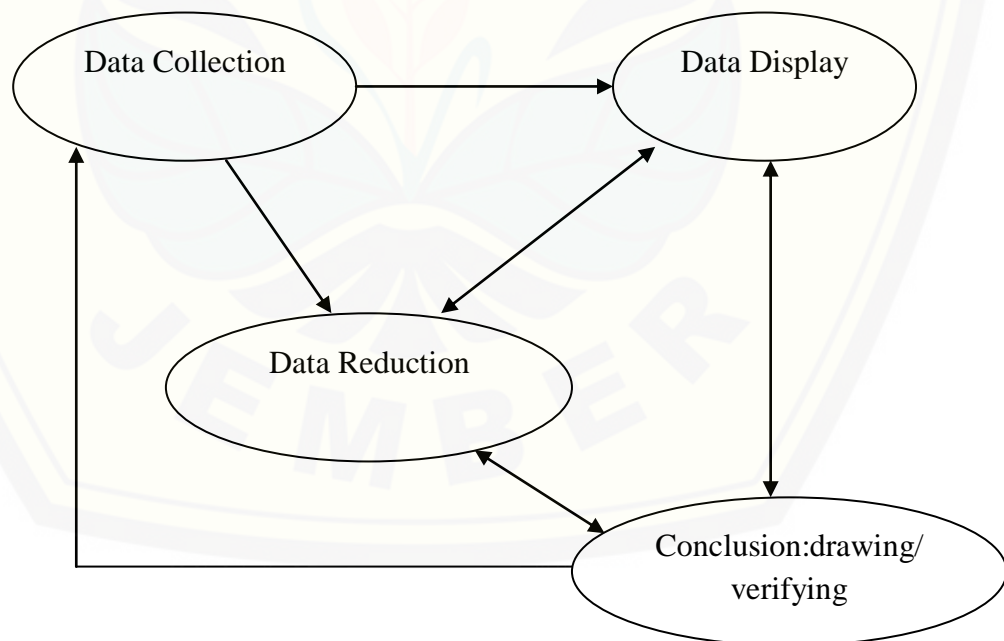 Data Collection
Data Display
Data Reduction
Conclusion:drawing/
verifying
JEMBER